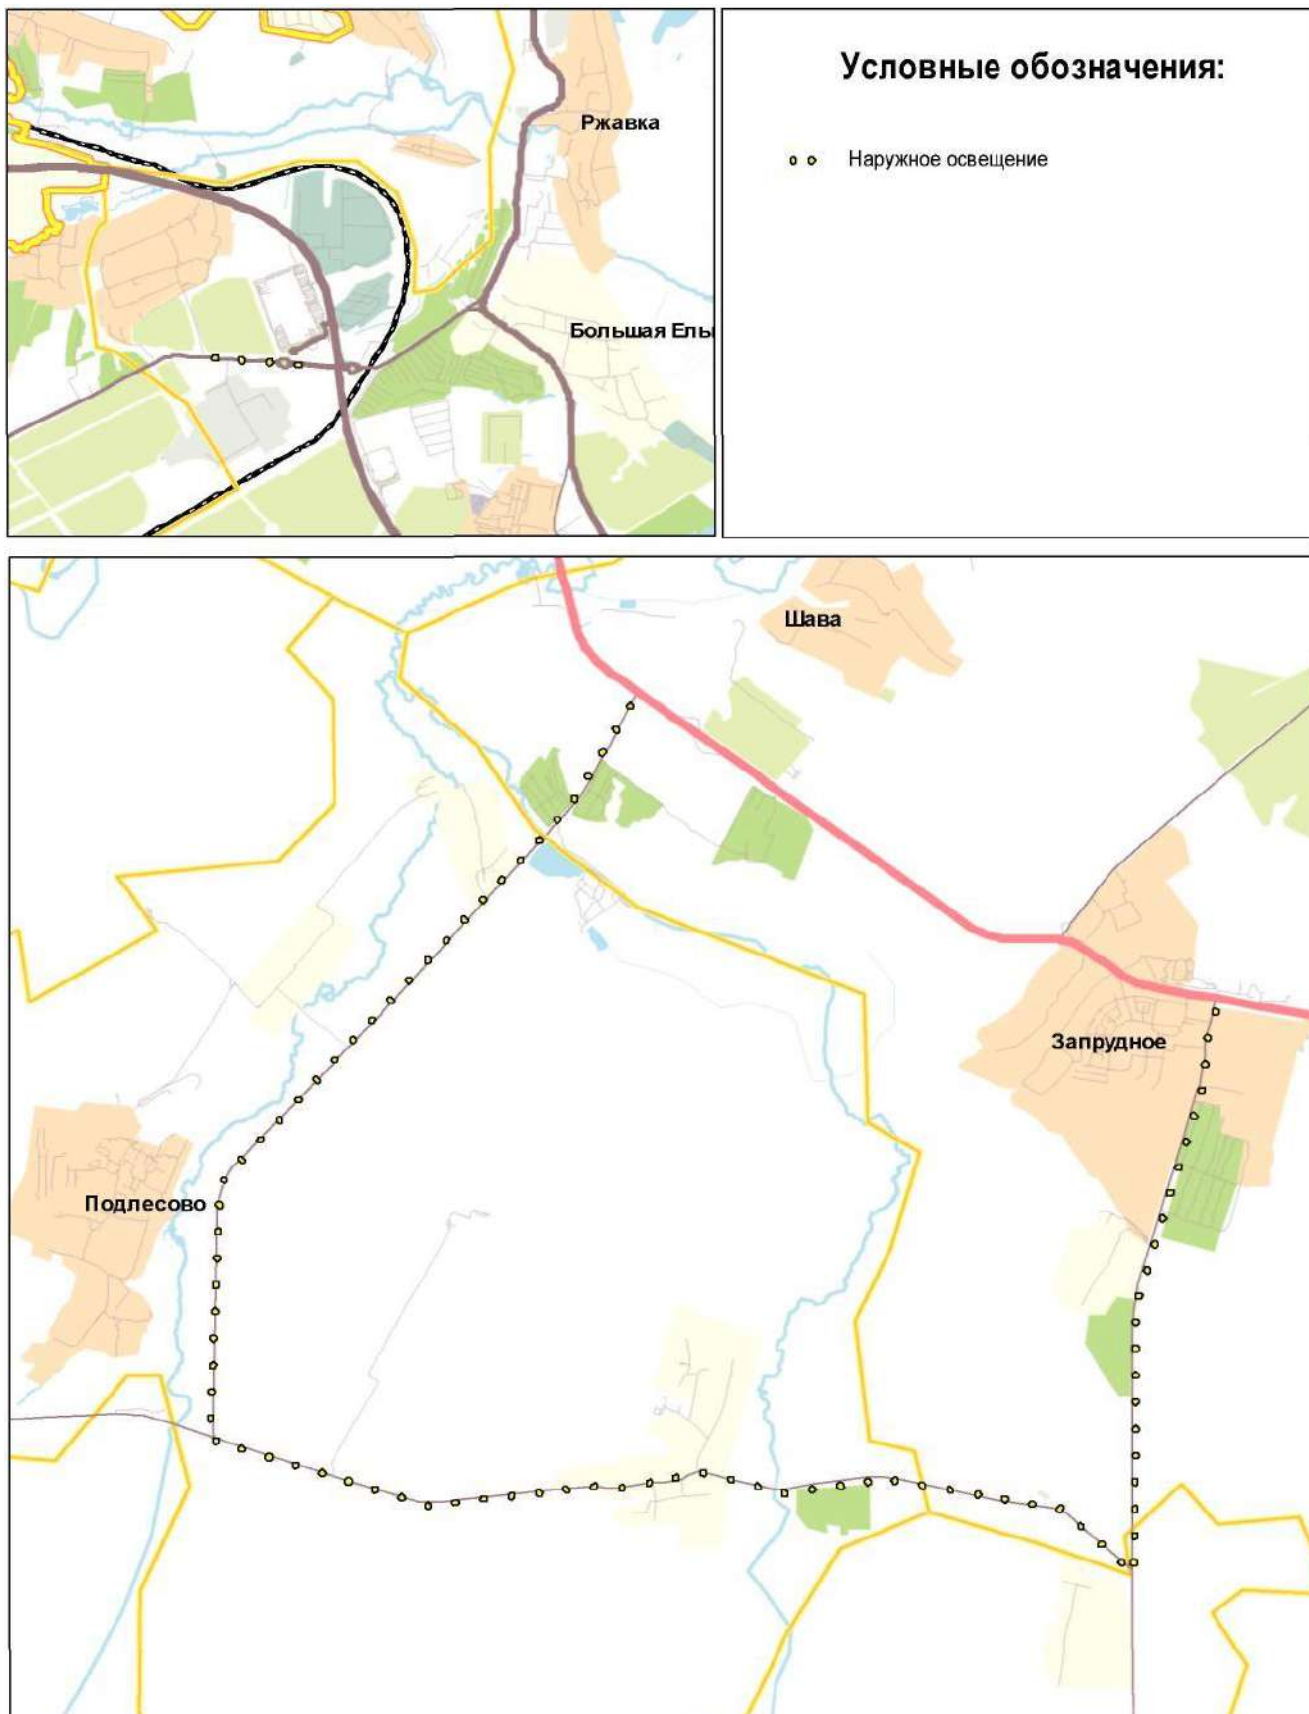 Условные обозначения:
Наружное освещение
Ржавка
Большая Ель
Шава
Запрудное
Подлесово